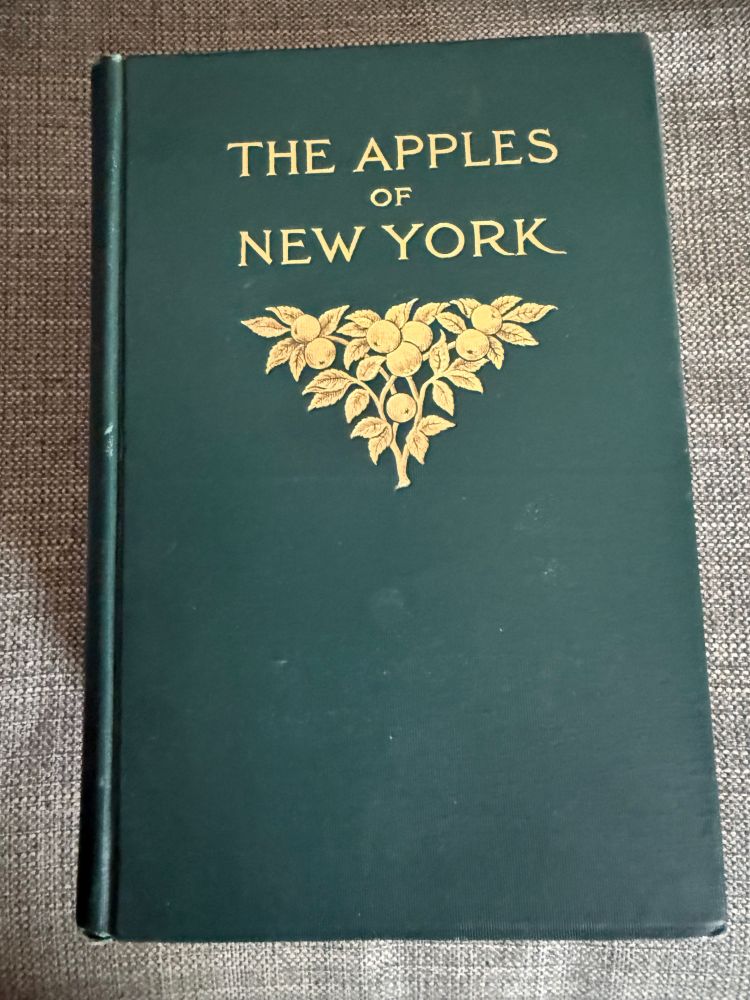 THE APPLES
OF
NEW YORK